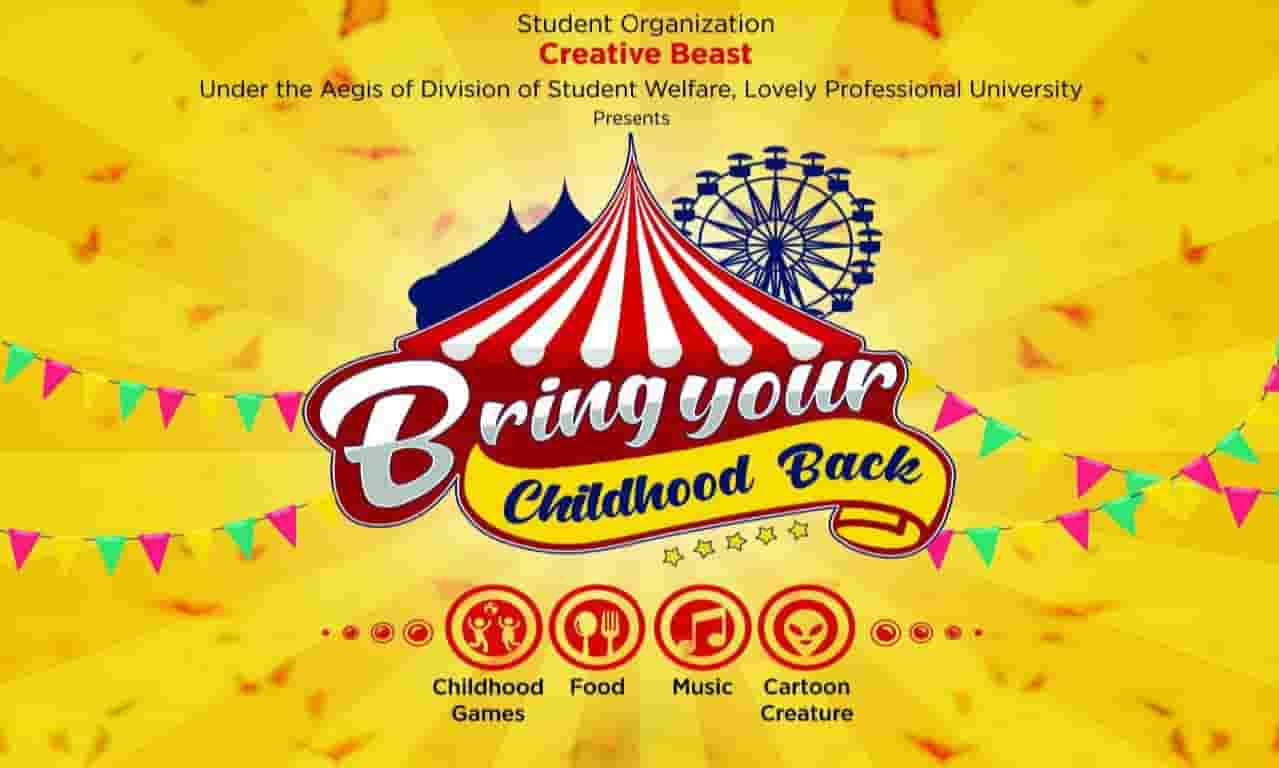 Student Organization
Creative Beast
Under the Aegis of Division of Student Welfare, Lovely Professional University
Presents
Bring your
Childhood Back
Childhood Games
Food
Music
Cartoon Creature